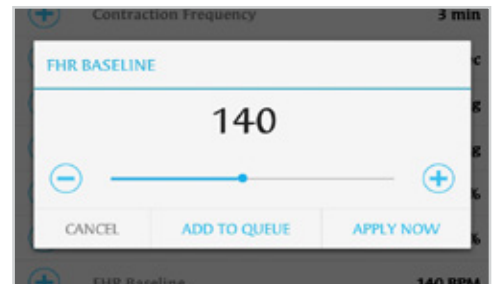 Contraction Frequency 3 min
FHR BASELINE
140
CANCEL ADD TO QUEUE APPLY NOW
FHR Baseline 140 BPM